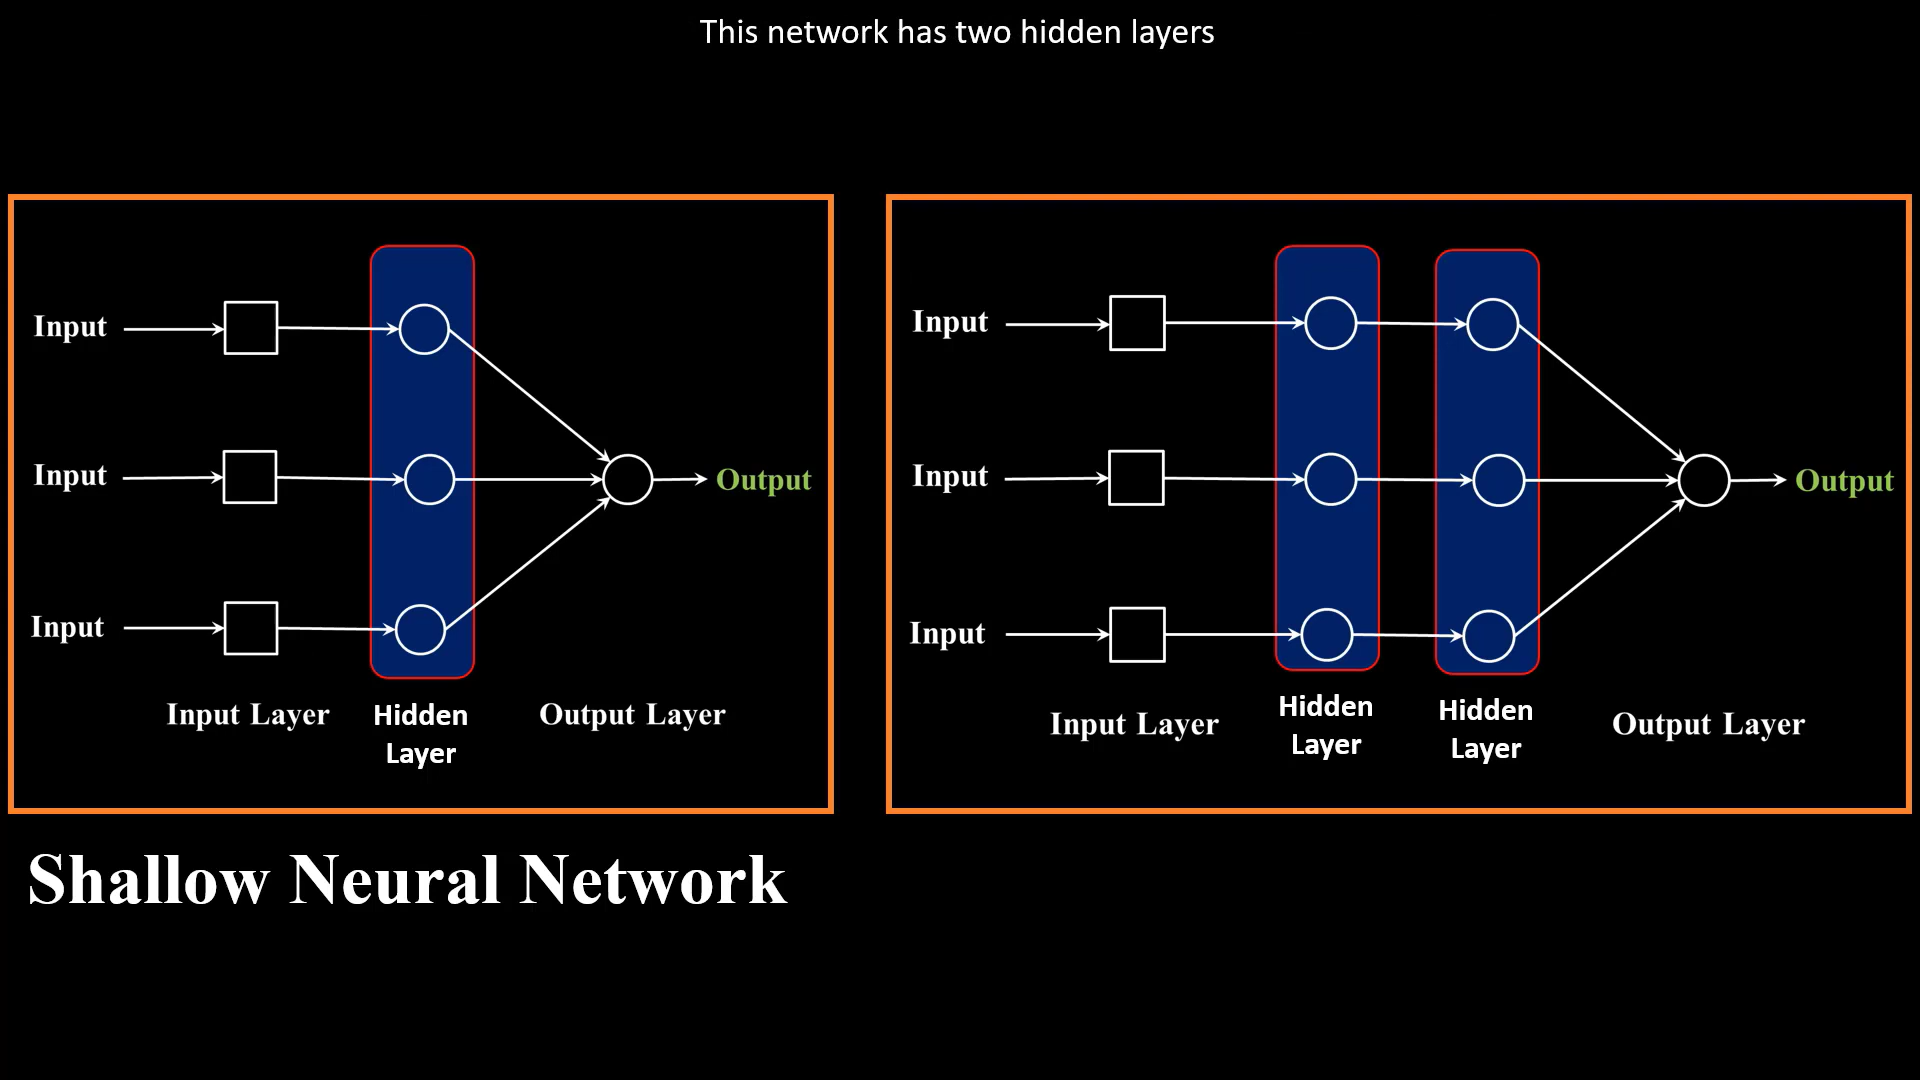 This network has two hidden layers
Input
Input
Input
Output
Input Layer
Hidden
Layer
Output Layer
Input
Input
Input
Output
Input Layer
Hidden
Layer
Hidden
Layer
Output Layer
Shallow Neural Network